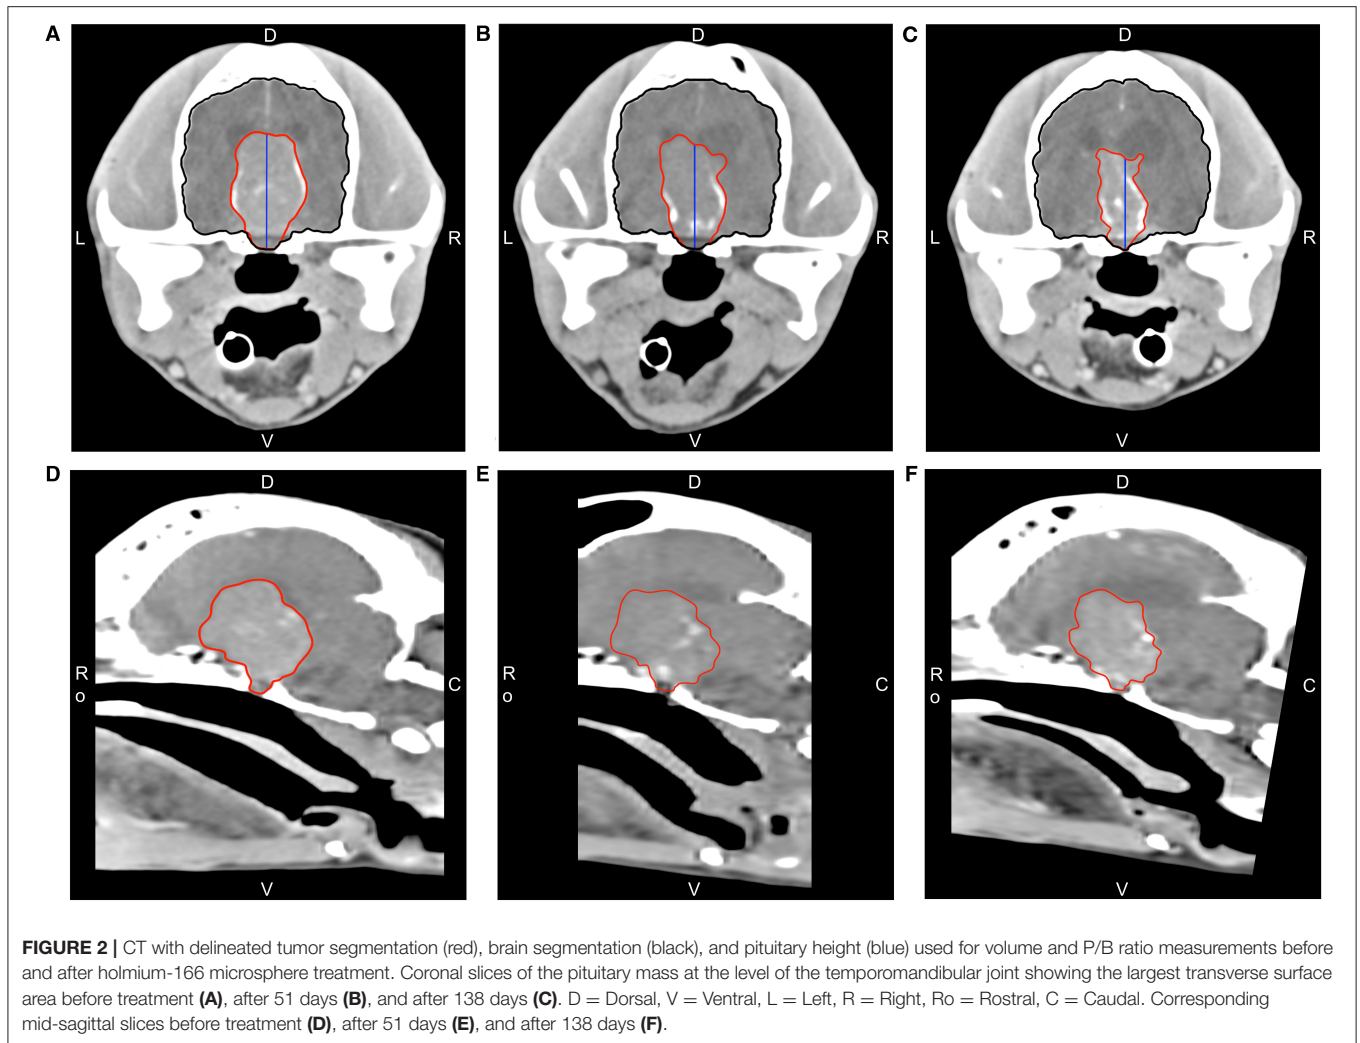 A
D
L
R
V
B
D
L
R
V
C
D
L
R
V
D
D
R
o
C
V
E
D
R
o
C
V
F
D
R
o
C
V
FIGURE 2 | CT with delineated tumor segmentation (red), brain segmentation (black), and pituitary height (blue) used for volume and P/B ratio measurements before
and after holmium-166 microsphere treatment. Coronal slices of the pituitary mass at the level of the temporomandibular joint showing the largest transverse surface
area before treatment (A), after 51 days (B), and after 138 days (C). D = Dorsal, V = Ventral, L = Left, R = Right, Ro = Rostral, C = Caudal. Corresponding
mid-sagittal slices before treatment (D), after 51 days (E), and after 138 days (F).